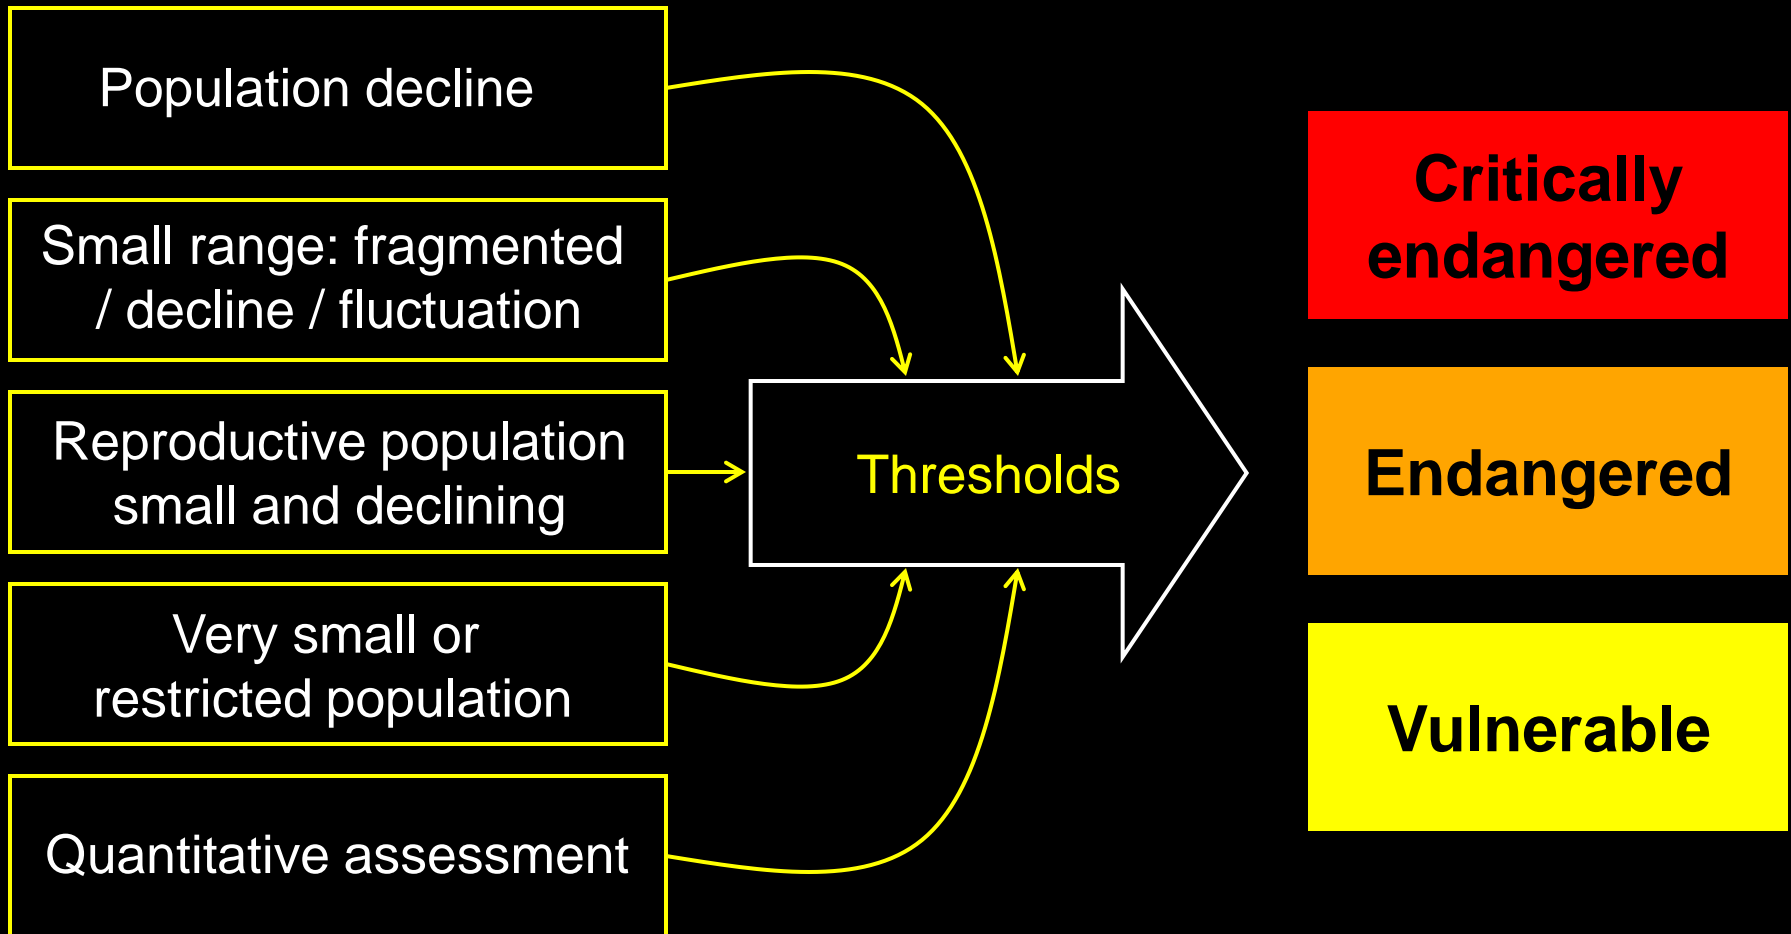 Population decline
Small range: fragmented
/ decline / fluctuation
Reproductive population
small and declining
Very small or
restricted population
Quantitative assessment
Thresholds
Critically
endangered
Endangered
Vulnerable